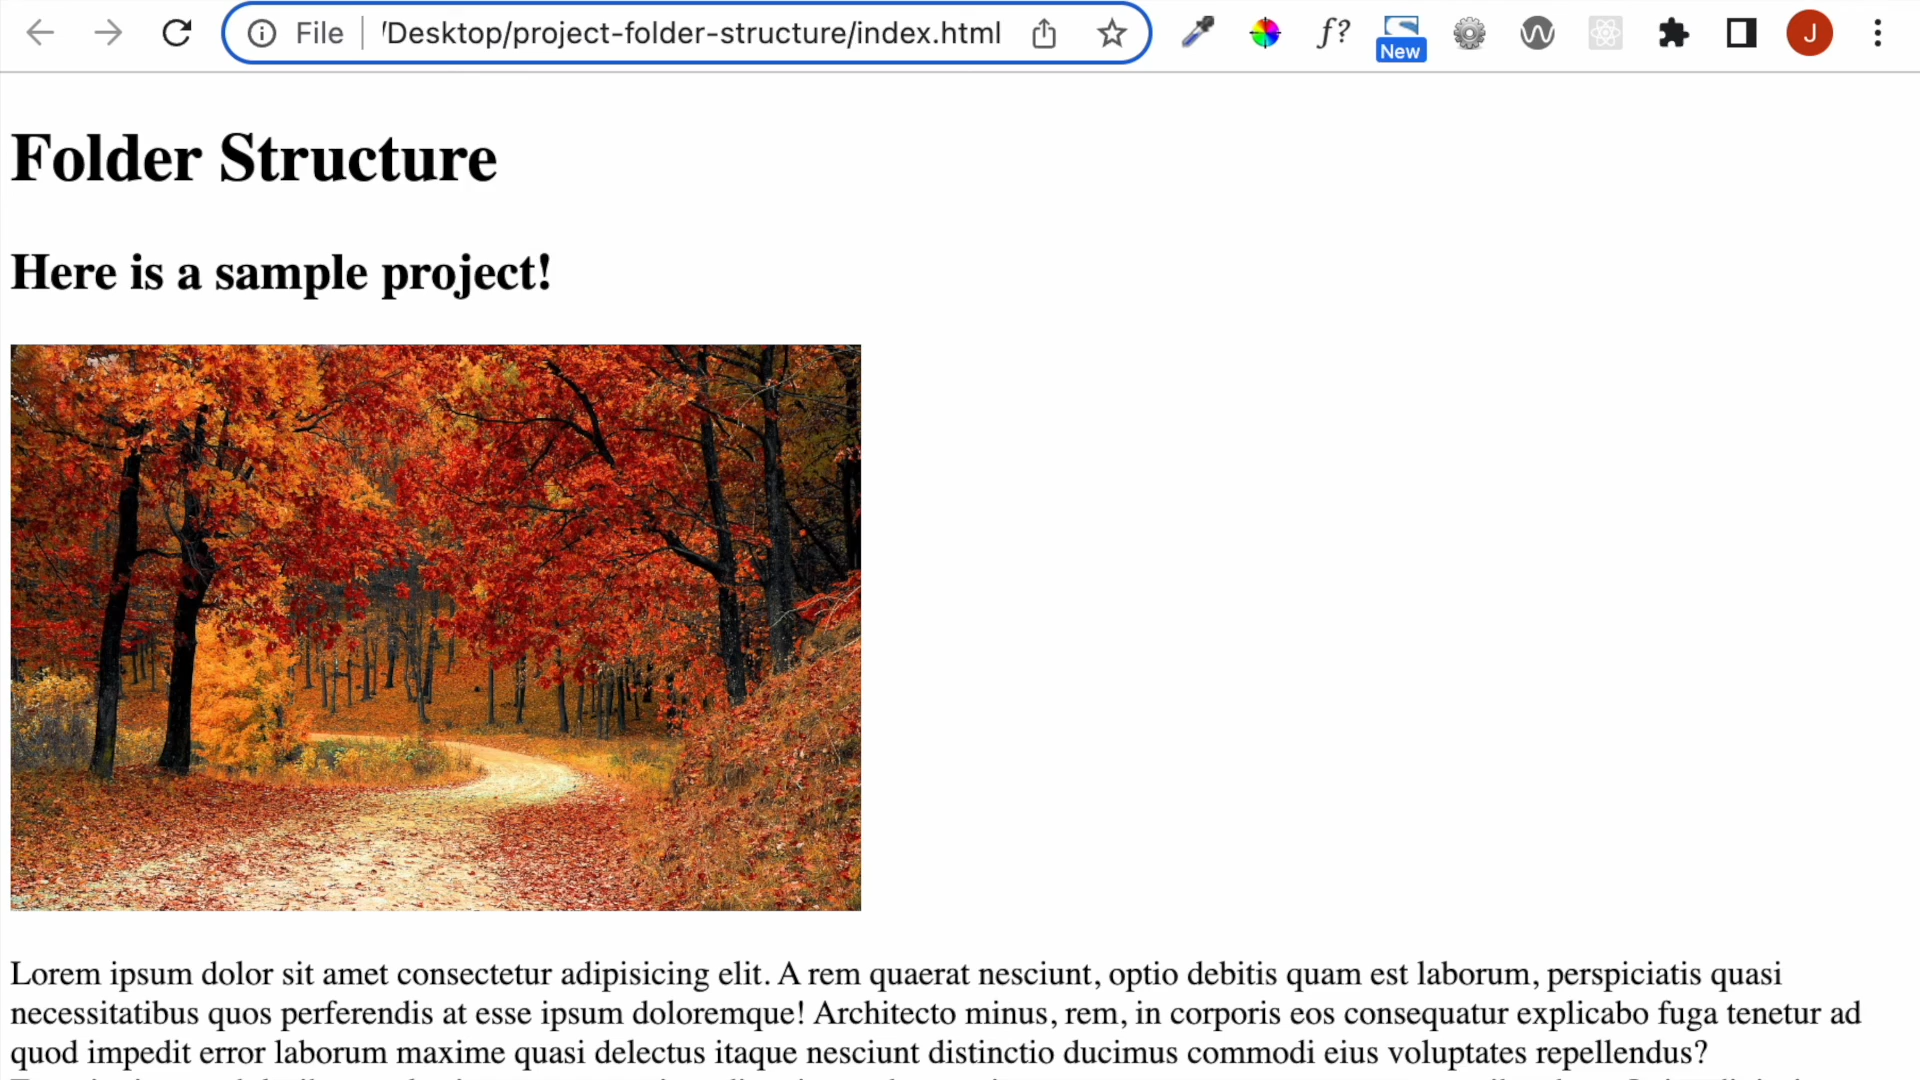 File
/Desktop/project-folder-structure/index.html
f?
New
J
Folder Structure
Here is a sample project!
Lorem ipsum dolor sit amet consectetur adipisicing elit. A rem quaerat nesciunt, optio debitis quam est laborum, perspiciatis quasi
necessitatibus quos perferendis at esse ipsum doloremque! Architecto minus, rem, in corporis eos consequatur explicabo fuga tenetur ad
quod impedit error laborum maxime quasi delectus itaque nesciunt distinctio ducimus commodi eius voluptates repellendus?